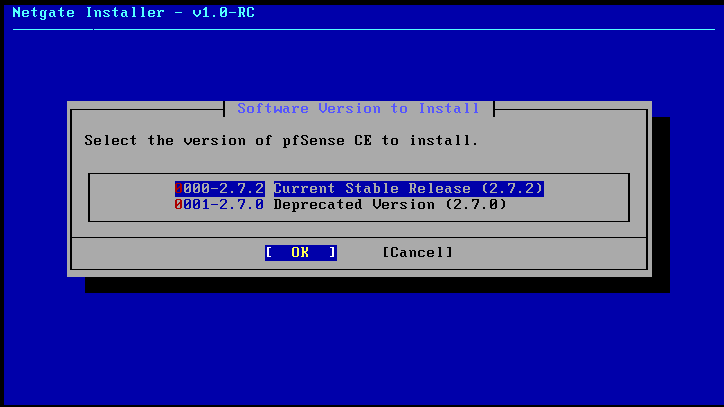 Netgate Installer - v1.0-RC
Software Version to Install
Select the version of pfSense CE to install.
0000-2.7.2 Current Stable Release (2.7.2)
0001-2.7.0 Deprecated Version (2.7.0)
[ OK ] [Cancel]